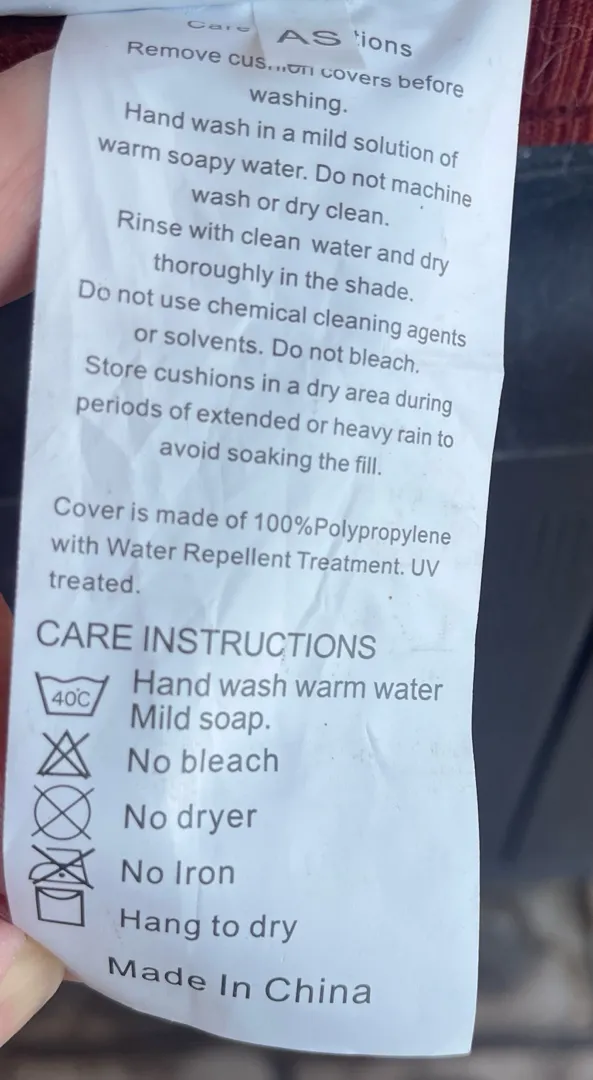 Care AS tions
Remove cushion covers before
washing.
Hand wash in a mild solution of
warm soapy water. Do not machine
wash or dry clean.
Rinse with clean water and dry
thoroughly in the shade.
Do not use chemical cleaning agents
or solvents. Do not bleach.
Store cushions in a dry area during
periods of extended or heavy rain to
avoid soaking the fill.
Cover is made of 100%Polypropylene
with Water Repellent Treatment. UV
treated.
CARE INSTRUCTIONS
40C Hand wash warm water
Mild soap.
No bleach
No dryer
No Iron
Hang to dry
Made In China